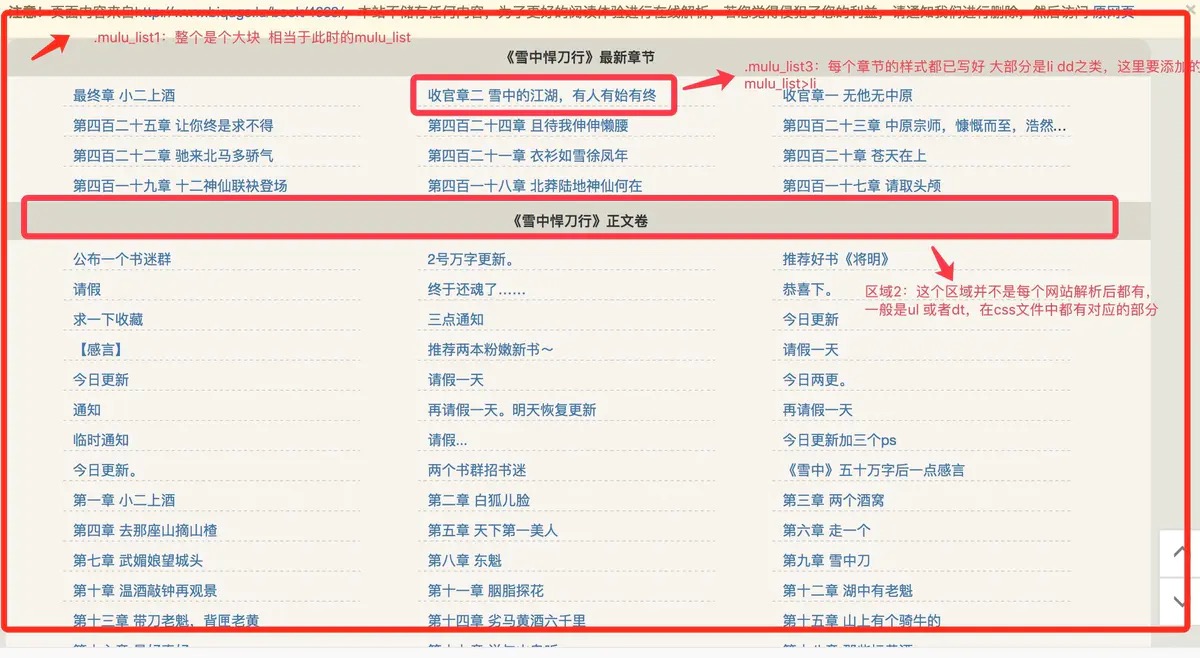 注意！页面内容来自http://www.biquge.la/book/1033/，本站不储存任何内容，为了更好的阅读体验进行在线解析，若您觉得侵犯了您的利益，请通知我们进行删除，然后访问 原网页
.mulu_list1：整个是个大块 相当于此时的mulu_list
《雪中悍刀行》最新章节
.mulu_list3：每个章节的样式都已写好 大部分是li dd之类，这里要添加的
mulu_list>li
最终章 小二上酒
收官章二 雪中的江湖，有人有始有终
收官章一 无他无中原
第四百二十五章 让你终是求不得
第四百二十四章 且待我伸伸懒腰
第四百二十三章 中原宗师，慷慨而至，浩然...
第四百二十二章 驰来北马多骄气
第四百二十一章 衣衫如雪徐凤年
第四百二十章 苍天在上
第四百一十九章 十二神仙联袂登场
第四百一十八章 北莽陆地神仙何在
第四百一十七章 请取头颅
《雪中悍刀行》正文卷
公布一个书迷群
2号万字更新。
推荐好书《将明》
请假
终于还魂了……
恭喜下。
区域2：这个区域并不是每个网站解析后都有，
一般是ul 或者dt，在css文件中都有对应的部分
求一下收藏
三点通知
今日更新
【感言】
推荐两本粉嫩新书～
请假一天
今日更新
请假一天
今日两更。
通知
再请假一天。明天恢复更新
再请假一天
临时通知
请假...
今日更新加三个ps
今日更新。
两个书群招书迷
《雪中》五十万字后一点感言
第一章 小二上酒
第二章 白狐儿脸
第三章 两个酒窝
第四章 去那座山摘山楂
第五章 天下第一美人
第六章 走一个
第七章 武媚娘望城头
第八章 东魁
第九章 雪中刀
第十章 温酒敲钟再观景
第十一章 胭脂探花
第十二章 湖中有老魁
第十三章 带刀老魁，背匣老黄
第十四章 劣马黄酒六千里
第十五章 山上有个骑牛的